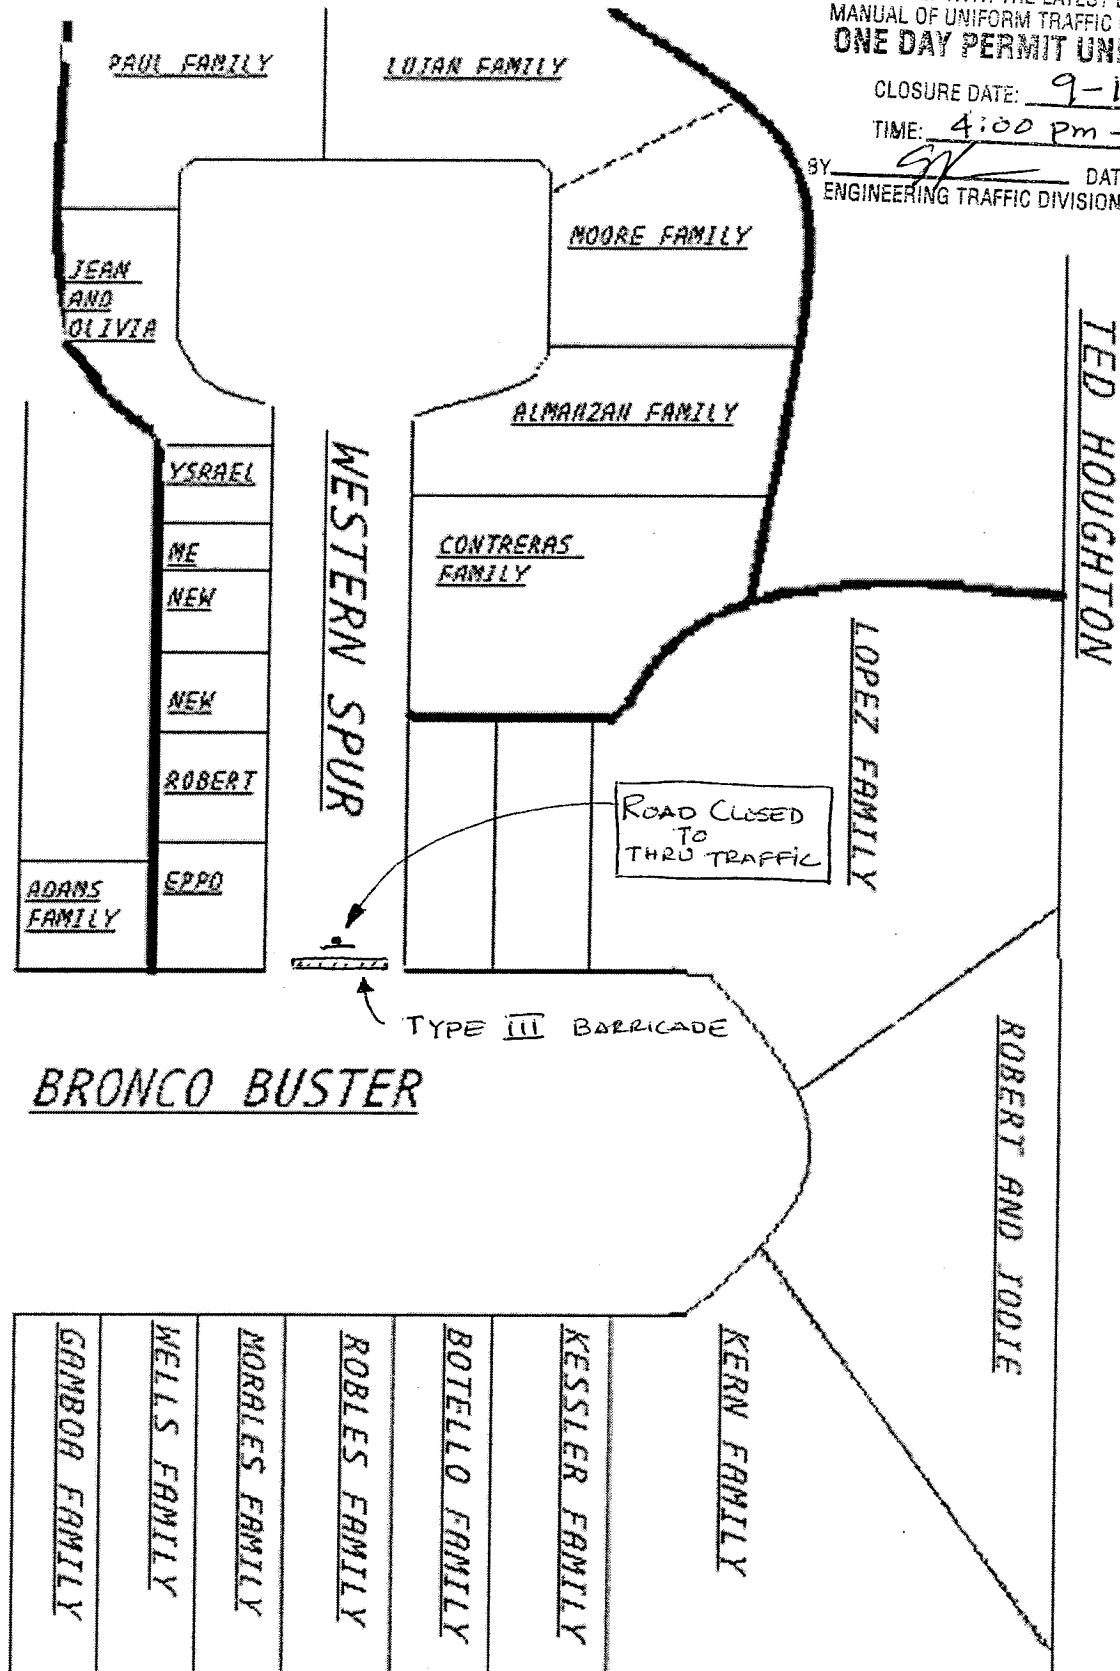 MANUAL OF UNIFORM TRAFFIC
ONE DAY PERMIT
CLOSURE DATE: 9-1
TIME: 4:00 pm -
BY
ENGINEERING TRAFFIC DIVISION
PAUL FAMILY
LUJAN FAMILY
MOORE FAMILY
JEAN
AND
OLIVIA
ALMANZAN FAMILY
TED HOUGHTON
YSRAEL
WESTERN SPUR
ME
CONTRERAS
FAMILY
NEW
NEW
LOPEZ FAMILY
ROBERT
ROAD CLOSED
TO
THRU TRAFFIC
EPPO
ADAMS
FAMILY
TYPE III BARRICADE
BRONCO BUSTER
ROBERT AND JODIE
GAMBOA FAMILY
WELLS FAMILY
MORALES FAMILY
ROBLES FAMILY
BOTELLO FAMILY
KESSLER FAMILY
KERN FAMILY